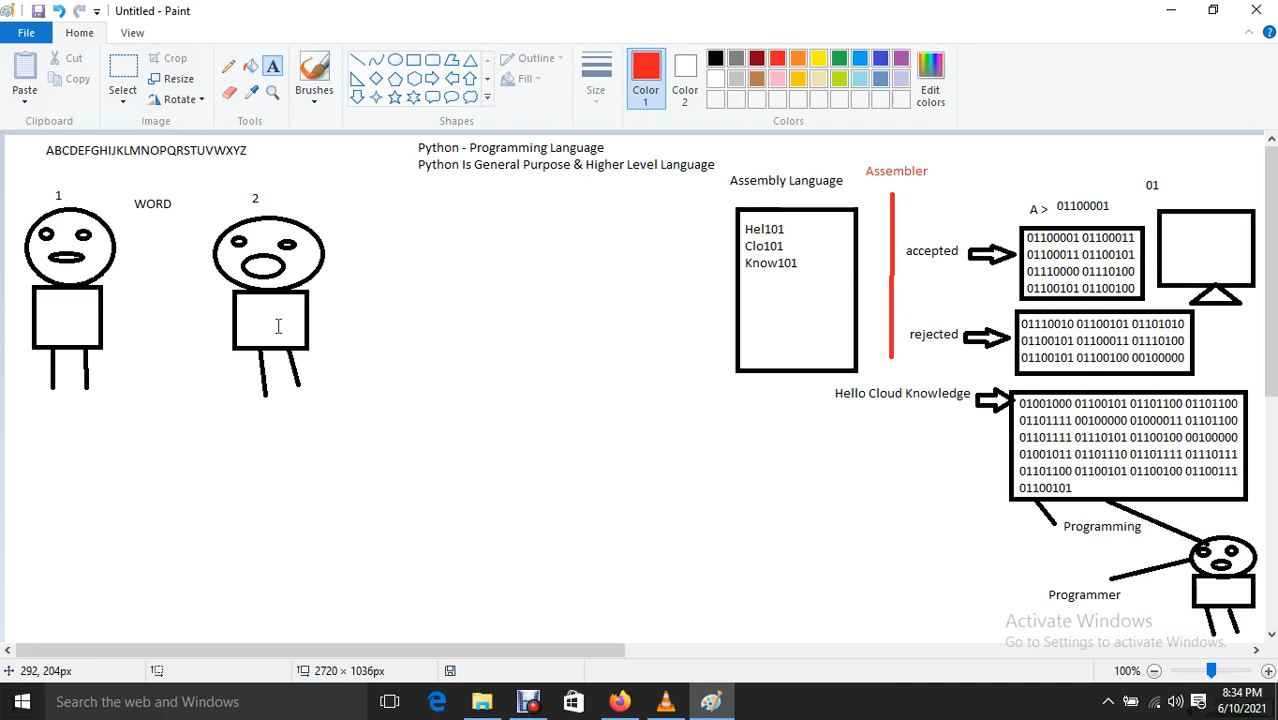 Untitled - Paint
File
Home
View
Paste
Cut
Copy
Clipboard
Select
Crop
Resize
Rotate
Image
A
Tools
Brushes
Outline
Fill
Shapes
Size
Color 1
Color 2
Edit colors
Colors
ABCDEFGHIJKLMNOPQRSTUVWXYZ
1
WORD
2
Python - Programming Language
Python Is General Purpose & Higher Level Language
Assembly Language
Hel101
Clo101
Know101
Assembler
01
A > 01100001
accepted
01100001 01100011
01100011 01100101
01110000 01110100
01100101 01100100
rejected
01110010 01100101 01101010
01100101 01100011 01110100
01100101 01100100 00100000
Hello Cloud Knowledge
01001000 01100101 01101100 01101100
01101111 00100000 01000011 01101100
01101111 01110101 01100100 00100000
01001011 01101110 01101111 01110111
01101100 01100101 01100100 01100111
01100101
Programming
Programmer
Activate Windows
Go to Settings to activate Windows.
292, 204px
2720 × 1036px
100%
Search the web and Windows
8:34 PM
6/10/2021